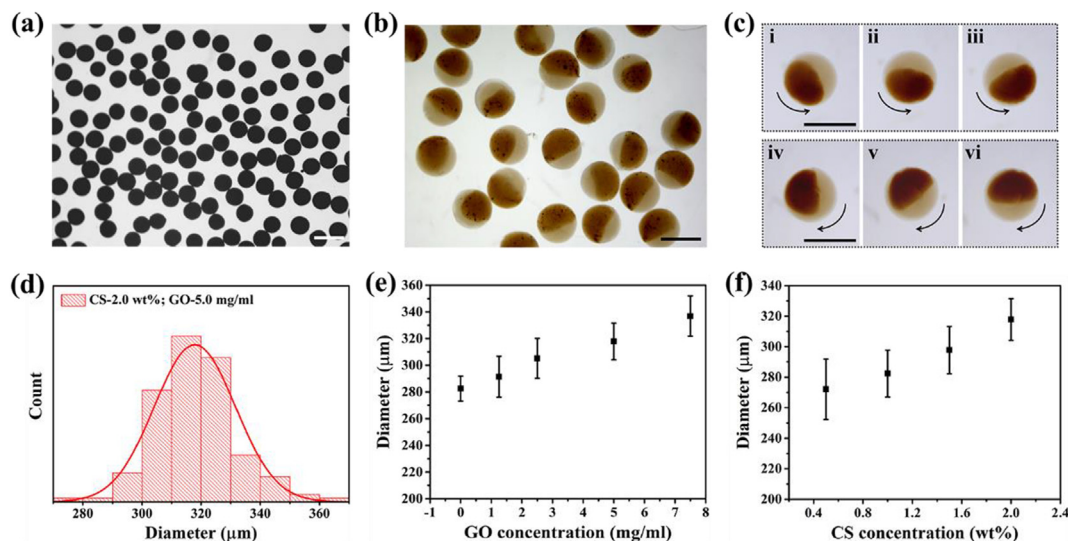 (a)
(b)
(c)
i
ii
iii
iv
v
vi
(d)
CS-2.0 wt%; GO-5.0 mg/ml
Count
280 300 320 340 360
Diameter (μm)
(e)
360
340
320
300
280
260
240
220
200
Diameter (μm)
-1 0 1 2 3 4 5 6 7 8
GO concentration (mg/ml)
(f)
340
320
300
280
260
240
220
200
Diameter (μm)
0.4 0.8 1.2 1.6 2.0 2.4
CS concentration (wt%)